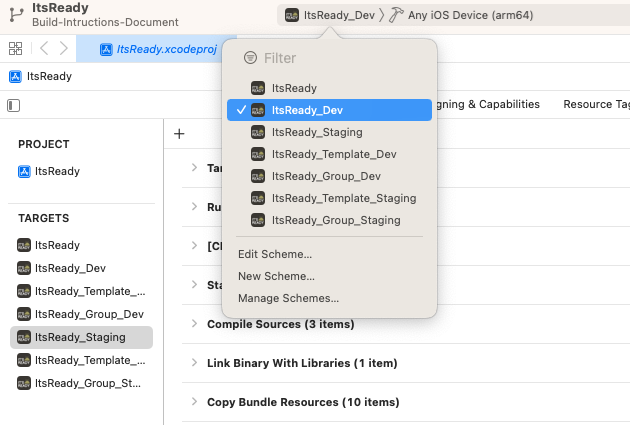 ItsReady
Build-Intructions-Document
ItsReady_Dev
Any iOS Device (arm64)
ItsReady.xcodeproj
ItsReady
Filter
ItsReady
ItsReady_Dev
ItsReady_Staging
ItsReady_Template_Dev
ItsReady_Group_Dev
ItsReady_Template_Staging
ItsReady_Group_Staging
Edit Scheme...
New Scheme...
Manage Schemes...
gning & Capabilities
Resource Tag
PROJECT
ItsReady
TARGETS
ItsReady
ItsReady_Dev
ItsReady_Template_...
ItsReady_Group_Dev
ItsReady_Staging
ItsReady_Template_...
ItsReady_Group_St...
Tar
Ru
[C
Sta
Compile Sources (3 items)
Link Binary With Libraries (1 item)
Copy Bundle Resources (10 items)